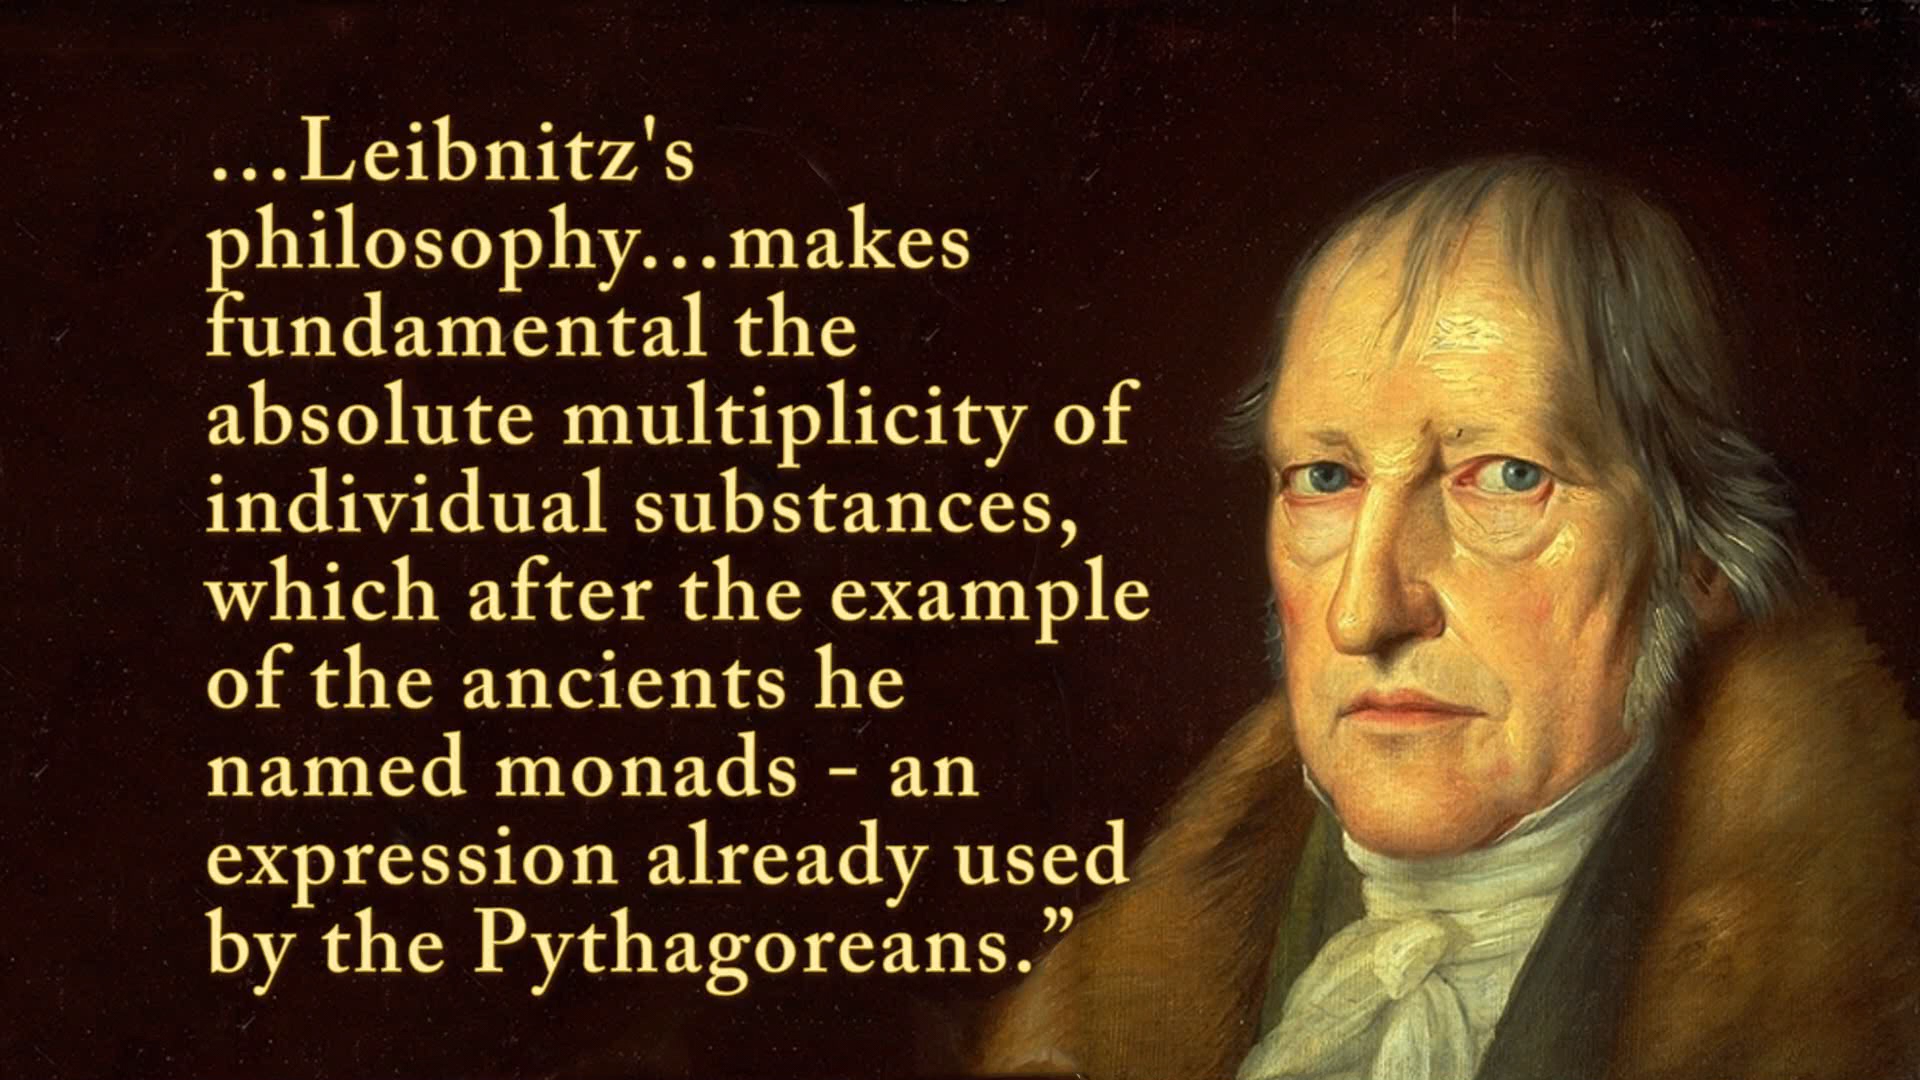 ...Leibnitz's
philosophy...makes
fundamental the
absolute multiplicity of
individual substances,
which after the example
of the ancients he
named monads - an
expression already used
by the Pythagoreans.”